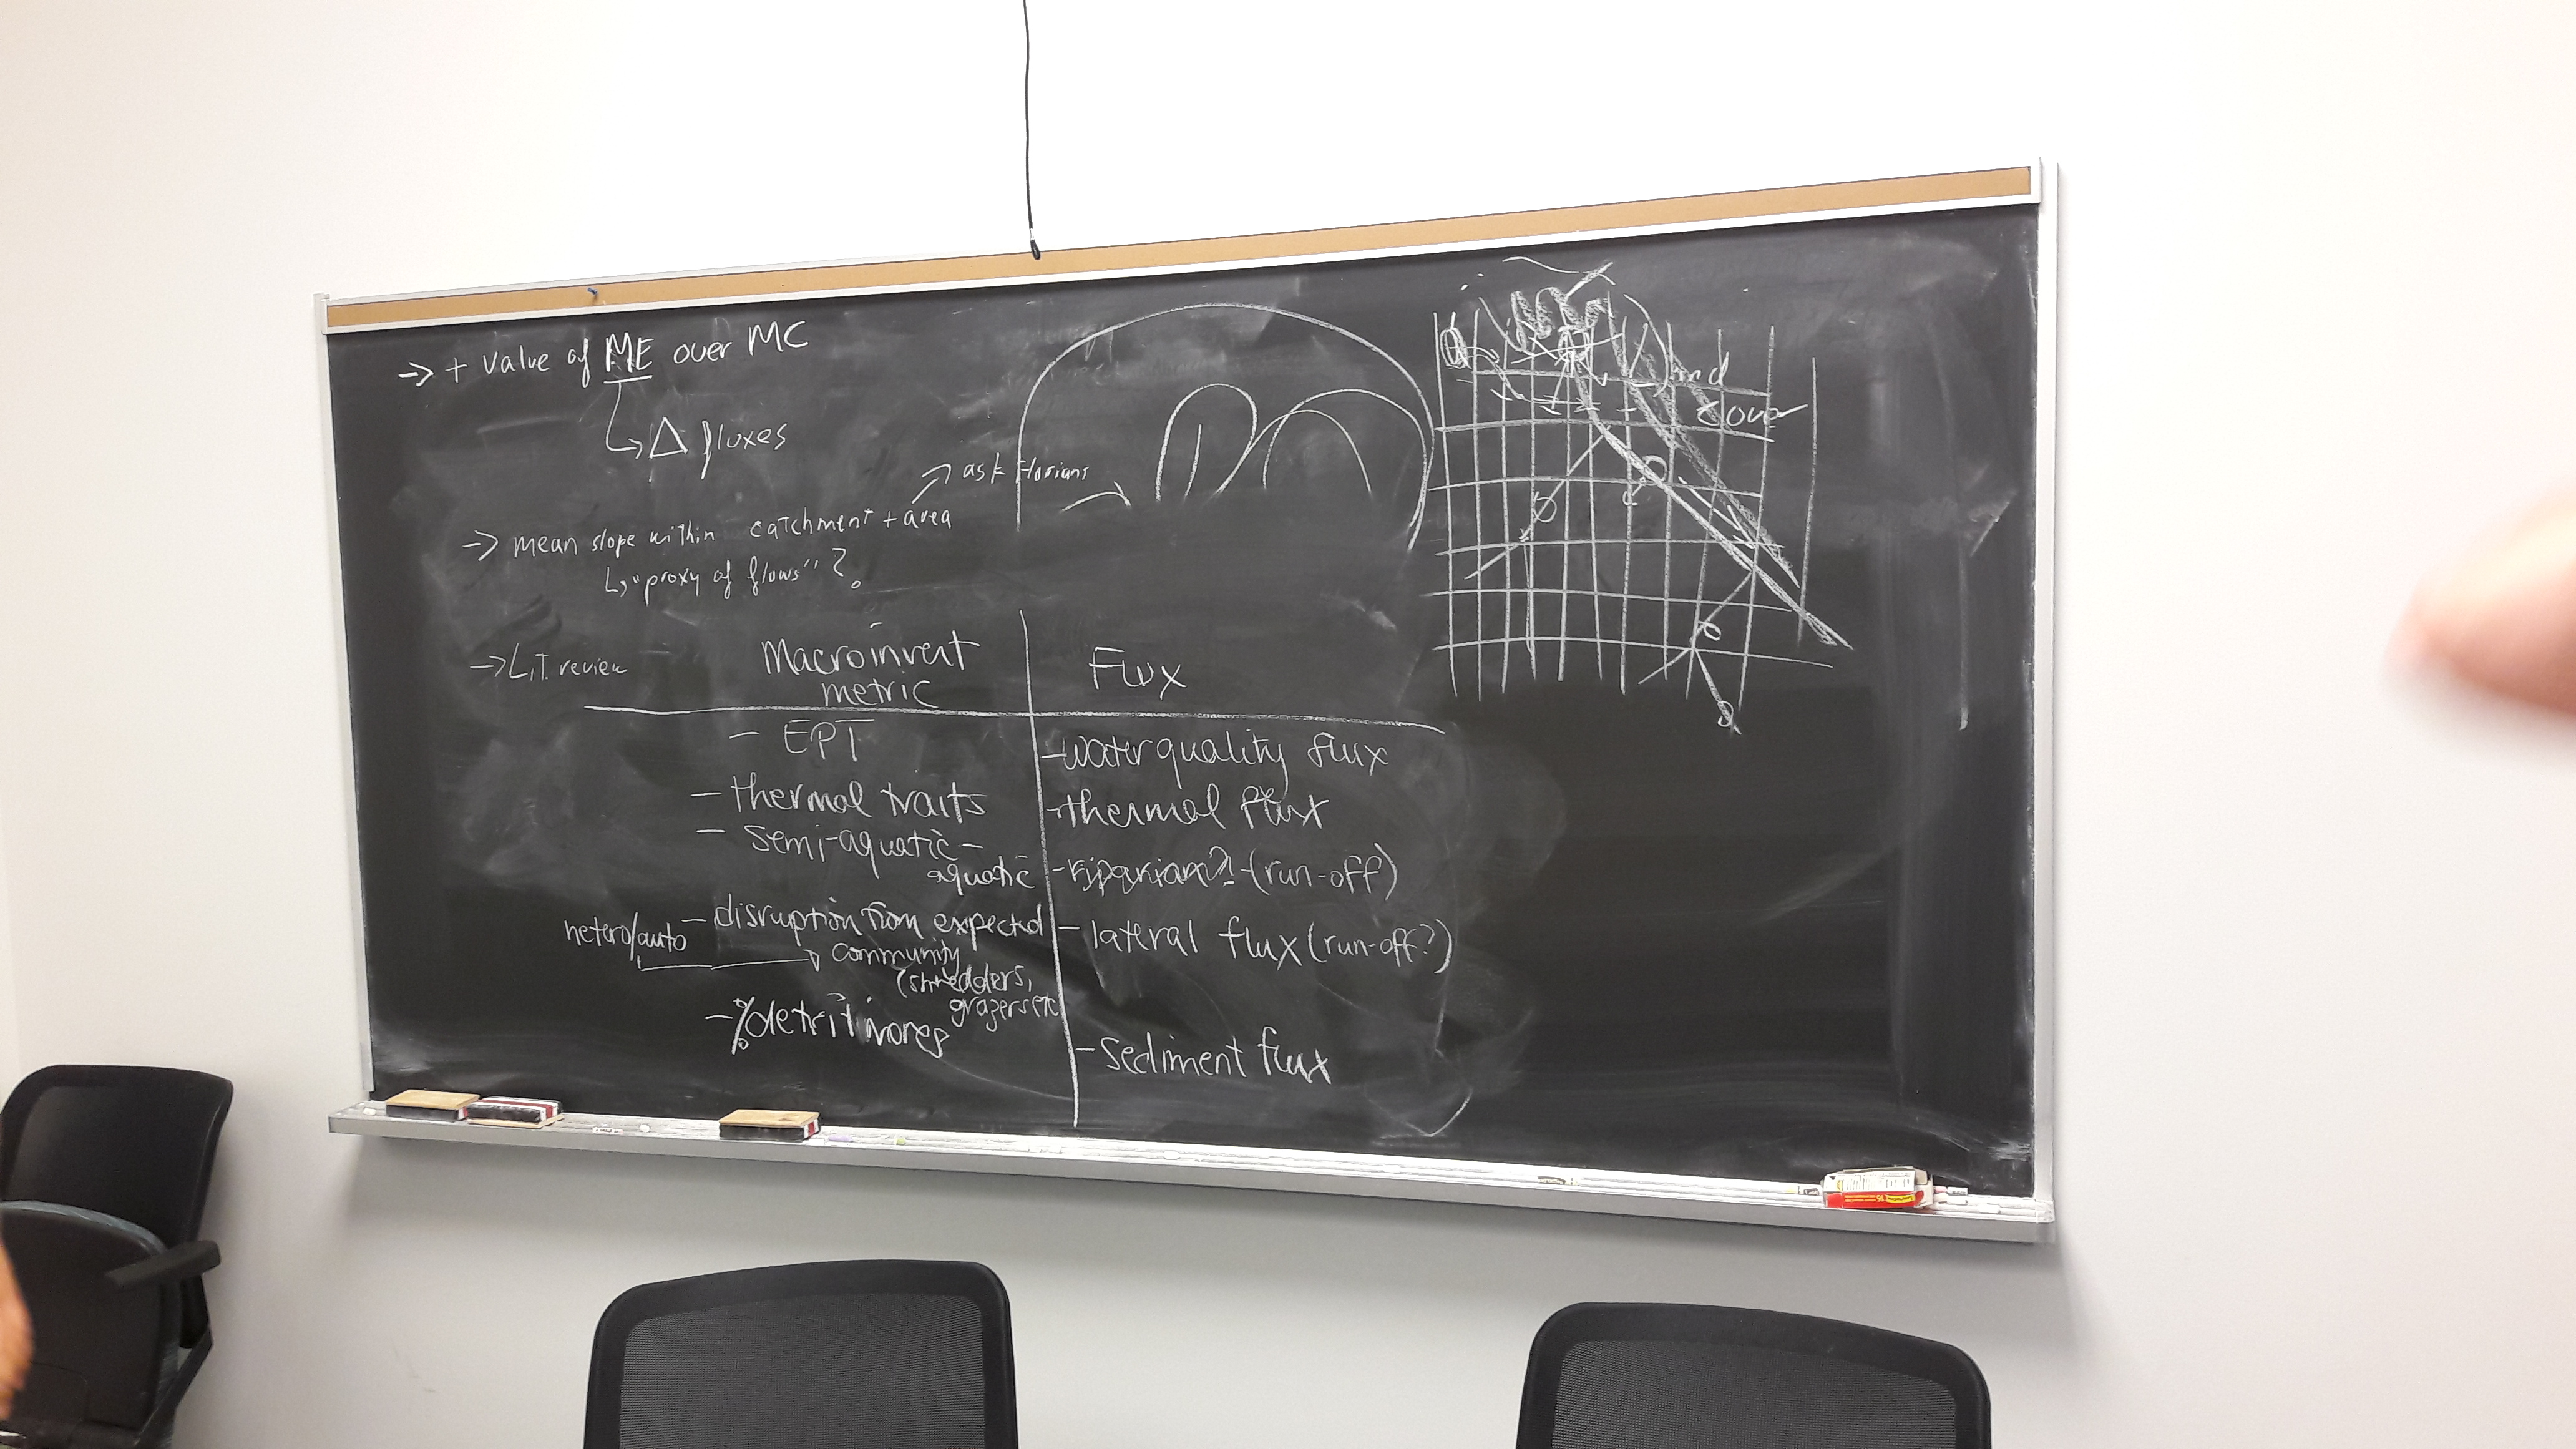 → + value of ME over MC
↳ Δ fluxes
→ ask Florians
→ mean slope within catchment + area
↳ "proxy of flows" ?
→ Lit. review
Macroinvert
metric
Flux
- EPT
- water quality flux
- thermal traits
- thermal flux
- semi-aquatic -
aquatic
- riparian?! (run-off)
- disruption from expected
community
(shredders,
grazers etc
hetero/auto
- lateral flux (run-off?)
- % detritivores
- sediment flux
Land
cover